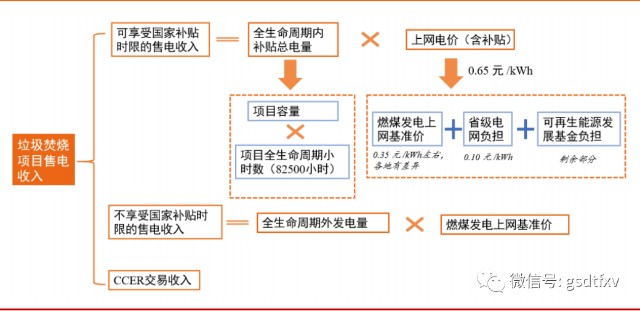 可享受国家补贴
时限的售电收入
全生命周期内
补贴总电量
上网电价（含补贴）
0.65 元 /kWh
项目容量
项目全生命周期小
时数（82500小时）
燃煤发电上
网基准价
省级电
网负担
可再生能源发
展基金负担
0.35 元 /kWh左右，
各地有差异
0.10 元 /kWh
剩余部分
垃圾焚烧
项目售电
收入
不享受国家补贴时
限的售电收入
全生命周期外发电量
燃煤发电上网基准价
CCER交易收入
微信号: gsdtfxv